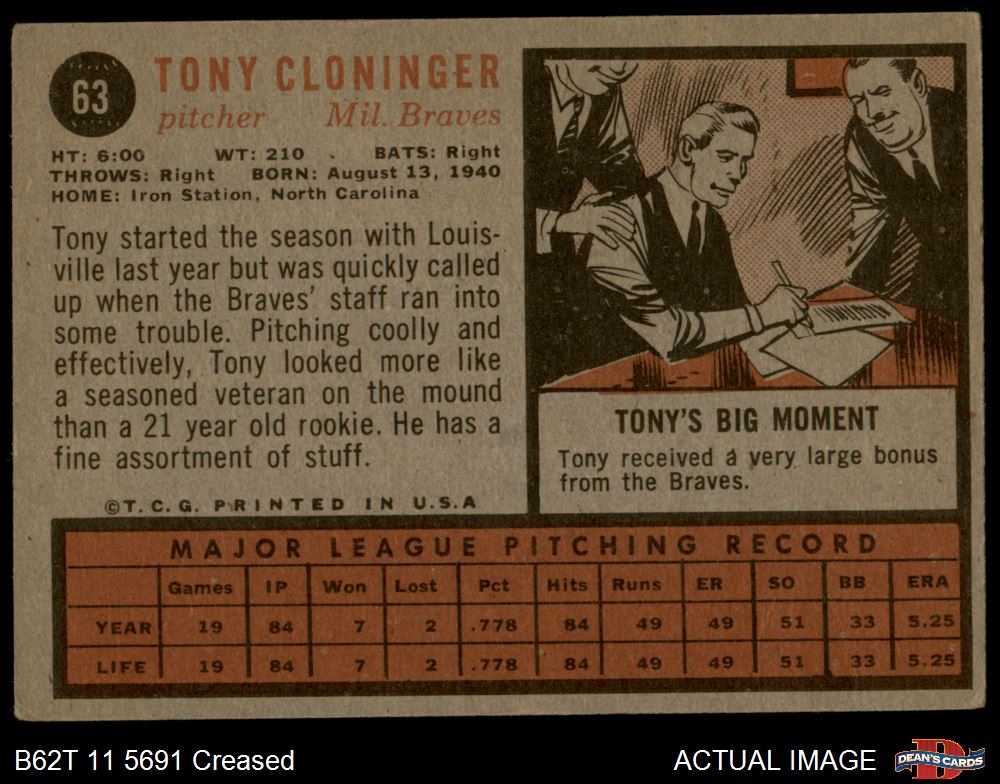 63
TONY CLONINGER
pitcher Mil. Braves
HT: 6:00 WT: 210 BATS: Right
THROWS: Right BORN: August 13, 1940
HOME: Iron Station, North Carolina
Tony started the season with Louis-
ville last year but was quickly called
up when the Braves' staff ran into
some trouble. Pitching coolly and
effectively, Tony looked more like
a seasoned veteran on the mound
than a 21 year old rookie. He has a
fine assortment of stuff.
©T.C.G. PRINTED IN U.S.A
TONY'S BIG MOMENT
Tony received a very large bonus
from the Braves.
MAJOR LEAGUE PITCHING RECORD
Games IP Won Lost Pct Hits Runs ER SO BB ERA
YEAR 19 84 7 2 .778 84 49 49 51 33 5.25
LIFE 19 84 7 2 .778 84 49 49 51 33 5.25
B62T 11 5691 Creased
ACTUAL IMAGE
DEAN'S CARDS